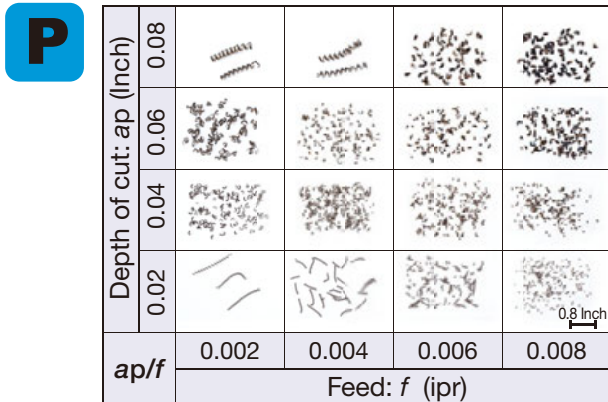 P
Depth of cut: ap (Inch)
0.08
0.06
0.04
0.02
0.8 Inch
ap/f
0.002 0.004 0.006 0.008
Feed: f (ipr)